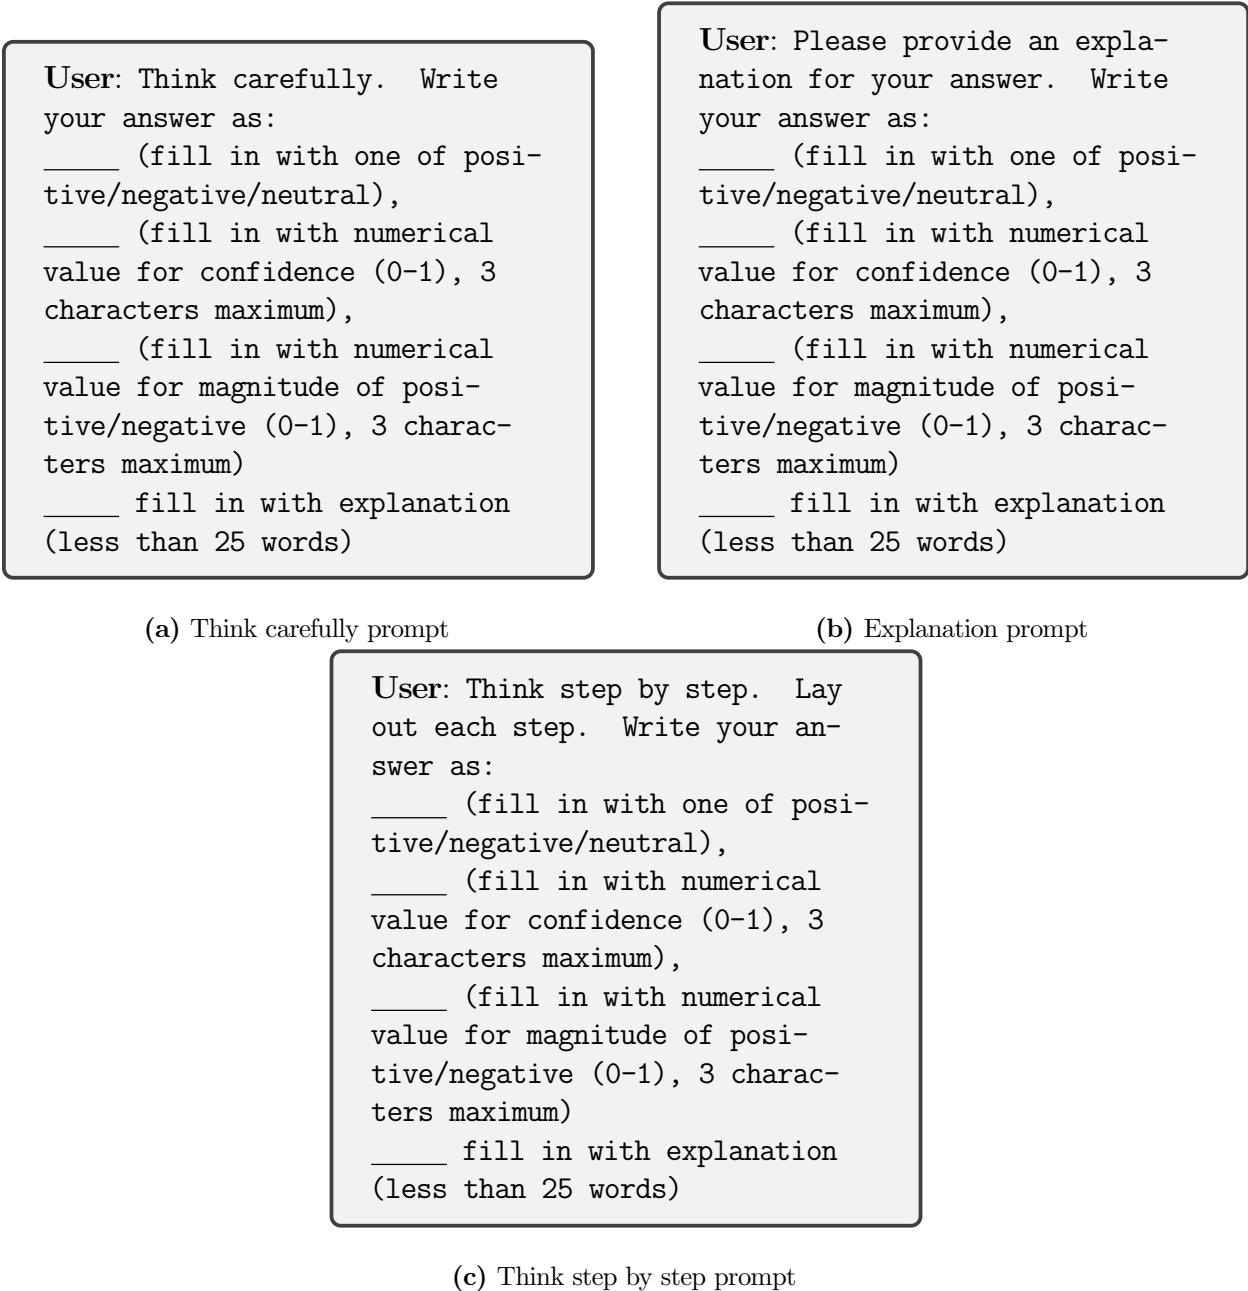 User: Think carefully.  Write
your answer as:
_____ (fill in with one of posi-
tive/negative/neutral),
_____ (fill in with numerical
value for confidence (0-1), 3
characters maximum),
_____ (fill in with numerical
value for magnitude of posi-
tive/negative (0-1), 3 charac-
ters maximum)
_____ fill in with explanation
(less than 25 words)
(a) Think carefully prompt
User: Please provide an expla-
nation for your answer.  Write
your answer as:
_____ (fill in with one of posi-
tive/negative/neutral),
_____ (fill in with numerical
value for confidence (0-1), 3
characters maximum),
_____ (fill in with numerical
value for magnitude of posi-
tive/negative (0-1), 3 charac-
ters maximum)
_____ fill in with explanation
(less than 25 words)
(b) Explanation prompt
User: Think step by step.  Lay
out each step.  Write your an-
swer as:
_____ (fill in with one of posi-
tive/negative/neutral),
_____ (fill in with numerical
value for confidence (0-1), 3
characters maximum),
_____ (fill in with numerical
value for magnitude of posi-
tive/negative (0-1), 3 charac-
ters maximum)
_____ fill in with explanation
(less than 25 words)
(c) Think step by step prompt